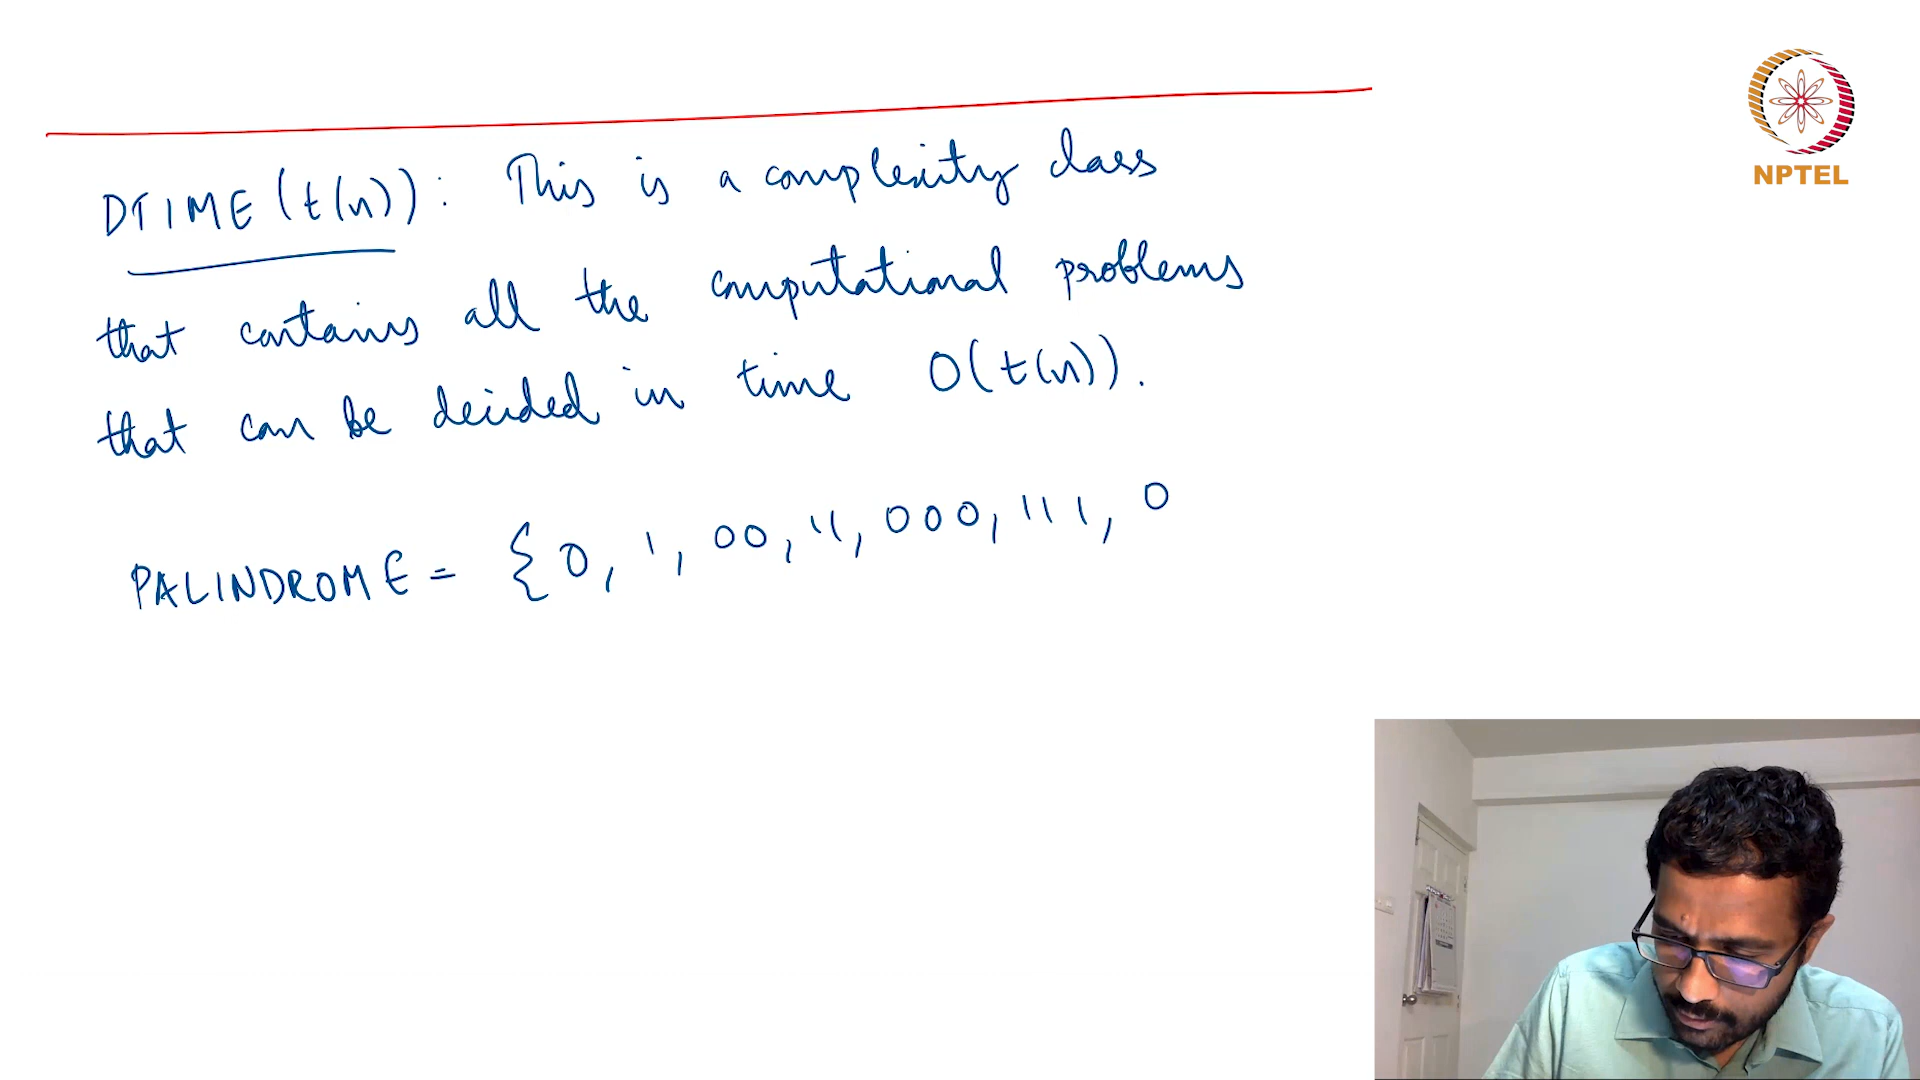 NPTEL
DTIME (t(n)) : This is a complexity class
that contains all the computational problems
that can be decided in time O(t(n)).
PALINDROME = { 0, 1, 00, 11, 000, 111, 0